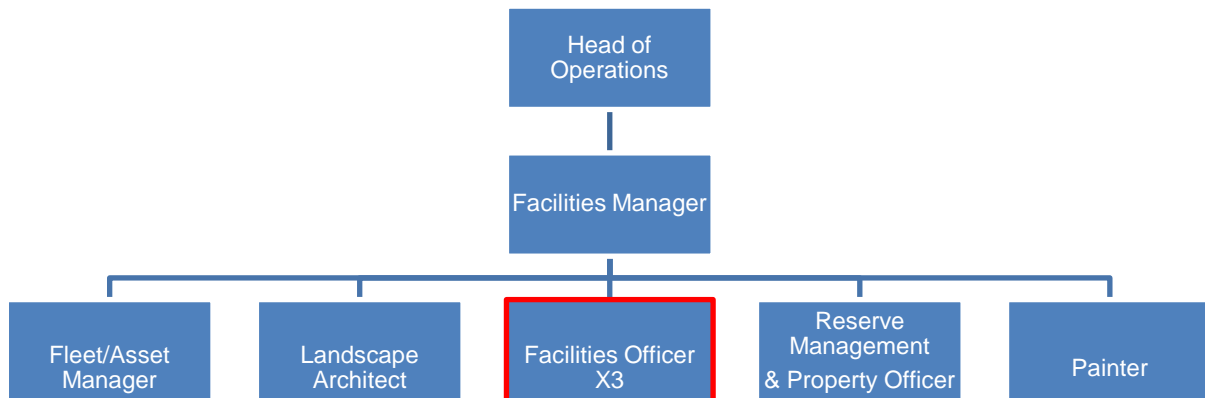 Head of
Operations
Facilities Manager
Fleet/Asset
Manager
Landscape
Architect
Facilities Officer
X3
Reserve
Management
& Property Officer
Painter